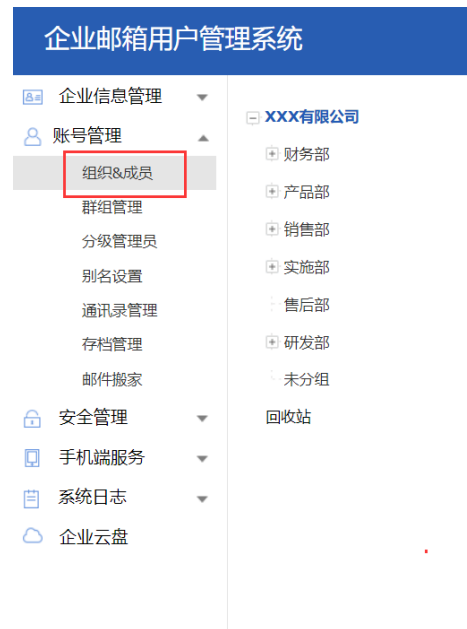 企业邮箱用户管理系统
企业信息管理
账号管理
组织&成员
群组管理
分级管理员
别名设置
通讯录管理
存档管理
邮件搬家
安全管理
手机端服务
系统日志
企业云盘
XXX有限公司
财务部
产品部
销售部
实施部
售后部
研发部
未分组
回收站